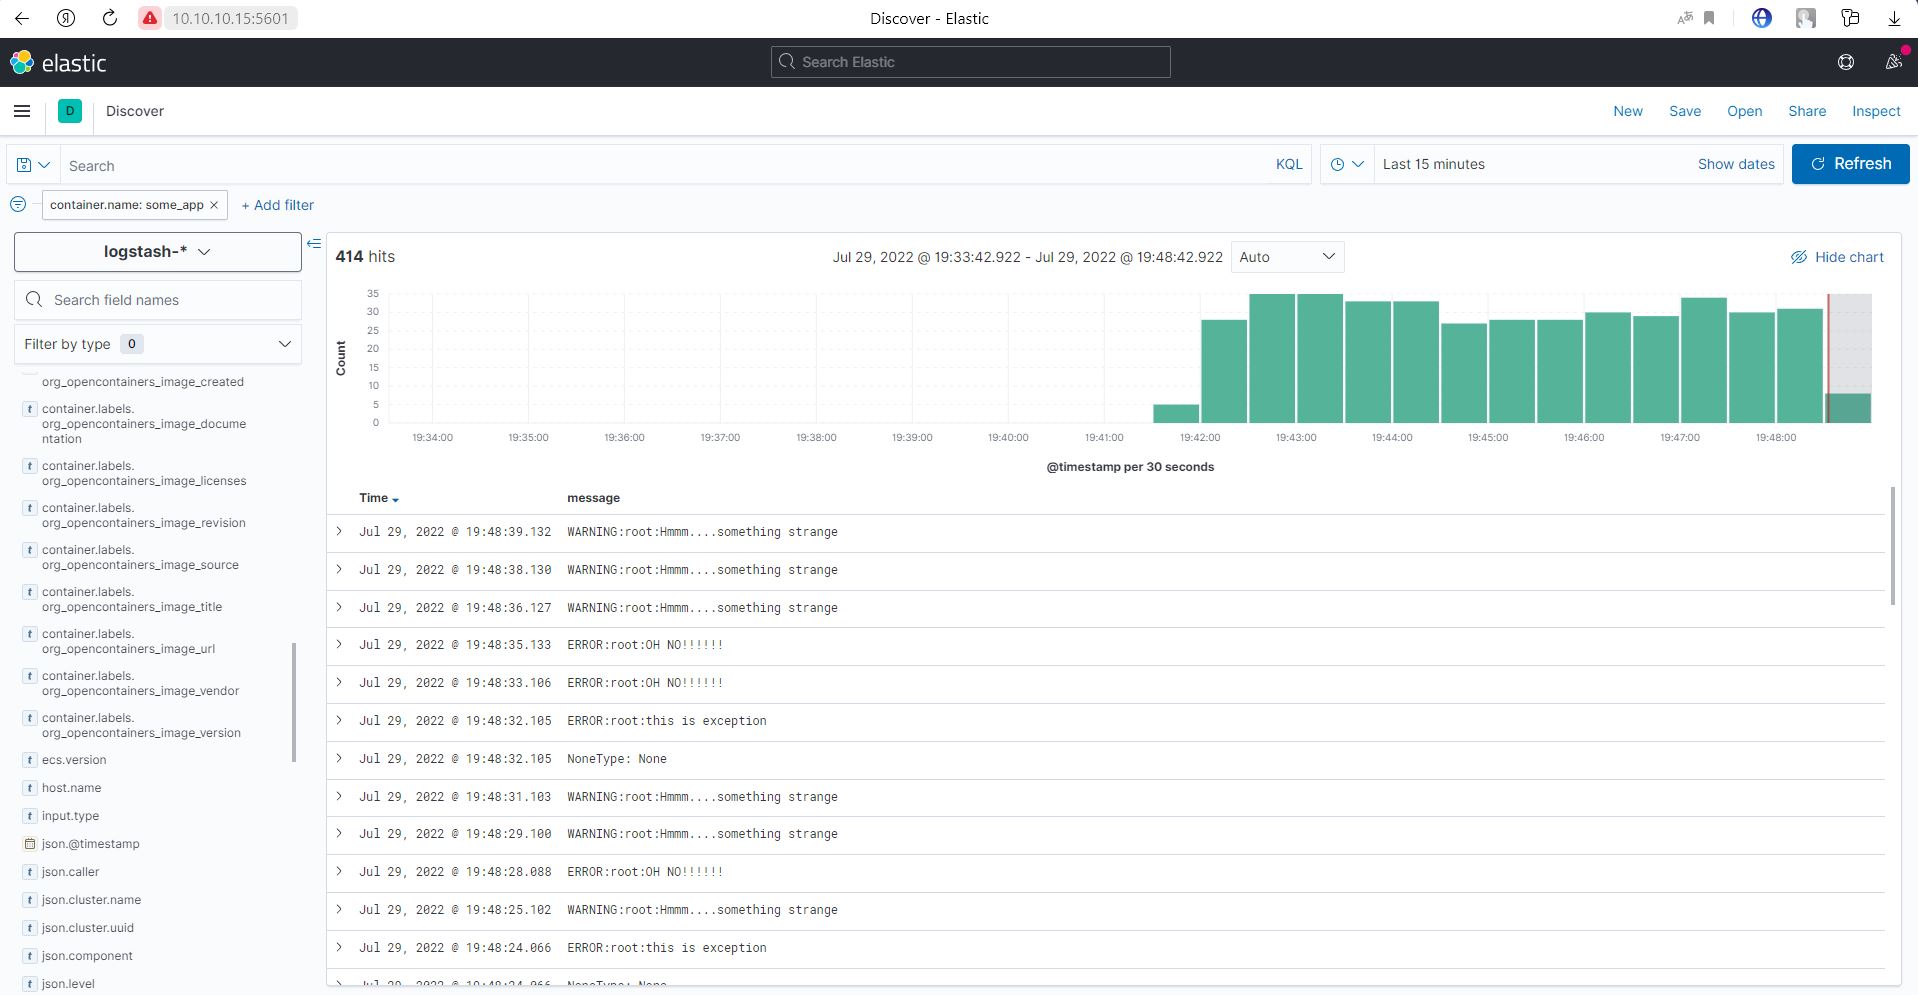 10.10.10.15:5601
Discover - Elastic
elastic
Search Elastic
D
Discover
New
Save
Open
Share
Inspect
Search
KQL
Last 15 minutes
Show dates
Refresh
container.name: some_app ×
+ Add filter
logstash-*
Search field names
Filter by type 0
org_opencontainers_image_created
t container.labels.
org_opencontainers_image_docume
ntation
t container.labels.
org_opencontainers_image_licenses
t container.labels.
org_opencontainers_image_revision
t container.labels.
org_opencontainers_image_source
t container.labels.
org_opencontainers_image_title
t container.labels.
org_opencontainers_image_url
t container.labels.
org_opencontainers_image_vendor
t container.labels.
org_opencontainers_image_version
t ecs.version
t host.name
t input.type
json.@timestamp
t json.caller
t json.cluster.name
t json.cluster.uuid
t json.component
t json.level
414 hits
Jul 29, 2022 @ 19:33:42.922 - Jul 29, 2022 @ 19:48:42.922
Auto
Hide chart
Count
35
30
25
20
15
10
5
0
19:34:00 19:35:00 19:36:00 19:37:00 19:38:00 19:39:00 19:40:00 19:41:00 19:42:00 19:43:00 19:44:00 19:45:00 19:46:00 19:47:00 19:48:00
@timestamp per 30 seconds
Time message
Jul 29, 2022 @ 19:48:39.132 WARNING:root:Hmmm....something strange
Jul 29, 2022 @ 19:48:38.130 WARNING:root:Hmmm....something strange
Jul 29, 2022 @ 19:48:36.127 WARNING:root:Hmmm....something strange
Jul 29, 2022 @ 19:48:35.133 ERROR:root:OH NO!!!!!!
Jul 29, 2022 @ 19:48:33.106 ERROR:root:OH NO!!!!!!
Jul 29, 2022 @ 19:48:32.105 ERROR:root:this is exception
Jul 29, 2022 @ 19:48:32.105 NoneType: None
Jul 29, 2022 @ 19:48:31.103 WARNING:root:Hmmm....something strange
Jul 29, 2022 @ 19:48:29.100 WARNING:root:Hmmm....something strange
Jul 29, 2022 @ 19:48:28.088 ERROR:root:OH NO!!!!!!
Jul 29, 2022 @ 19:48:25.102 WARNING:root:Hmmm....something strange
Jul 29, 2022 @ 19:48:24.066 ERROR:root:this is exception
Jul 29, 2022 @ 19:48:24.066 NoneType: None